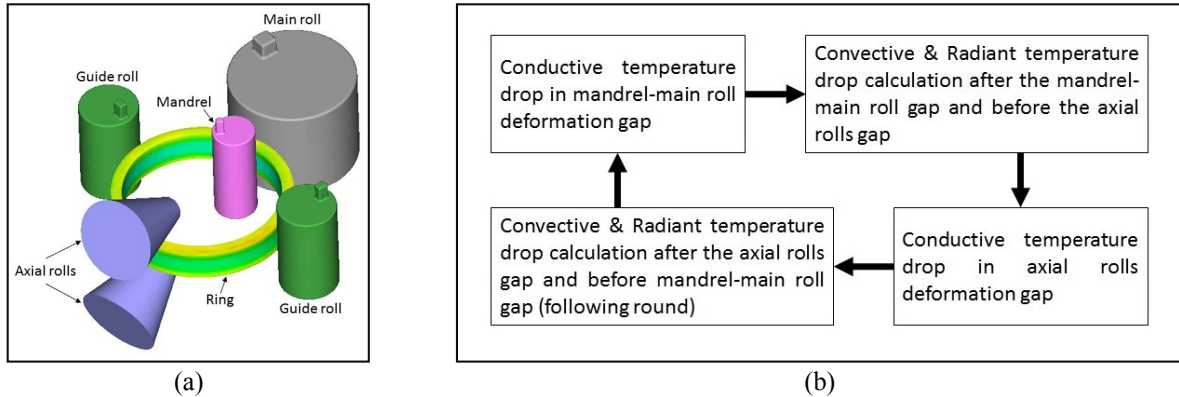 Main roll
Guide roll
Mandrel
Axial rolls
Ring
Guide roll
(a)
Conductive temperature
drop in mandrel-main roll
deformation gap
Convective & Radiant temperature
drop calculation after the mandrel-
main roll gap and before the axial
rolls gap
Convective & Radiant temperature
drop calculation after the axial rolls
gap and before mandrel-main roll
gap (following round)
Conductive temperature
drop in axial rolls
deformation gap
(b)